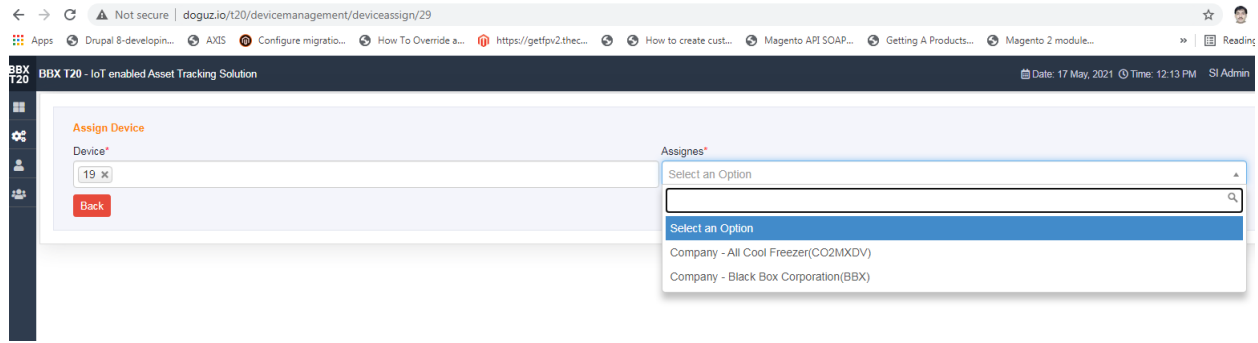 Not secure | doguz.io/t20/devicemanagement/deviceassign/29
Apps Drupal 8-developin... AXIS Configure migratio... How To Override a... https://getfpv2.thec... How to create cust... Magento API SOAP... Getting A Products... Magento 2 module... » Reading
BBX T20 BBX T20 - IoT enabled Asset Tracking Solution Date: 17 May, 2021 Time: 12:13 PM SI Admin
Assign Device
Device* Assignes*
19 × Select an Option
Back
Select an Option
Company - All Cool Freezer(CO2MXDV)
Company - Black Box Corporation(BBX)